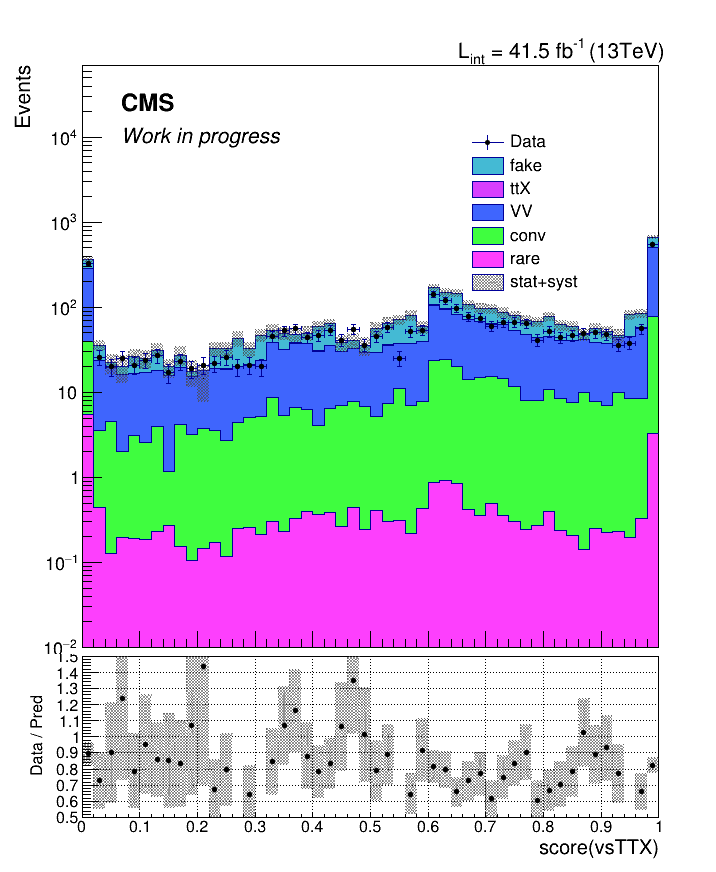 L_int = 41.5 fb^-1 (13TeV)
Events
CMS
Work in progress
Data
fake
ttX
VV
conv
rare
stat+syst
10^4
10^3
10^2
10
1
10^−1
10^−2
Data / Pred
1.5
1.4
1.3
1.2
1.1
1
0.9
0.8
0.7
0.6
0.5
0 0.1 0.2 0.3 0.4 0.5 0.6 0.7 0.8 0.9 1
score(vsTTX)